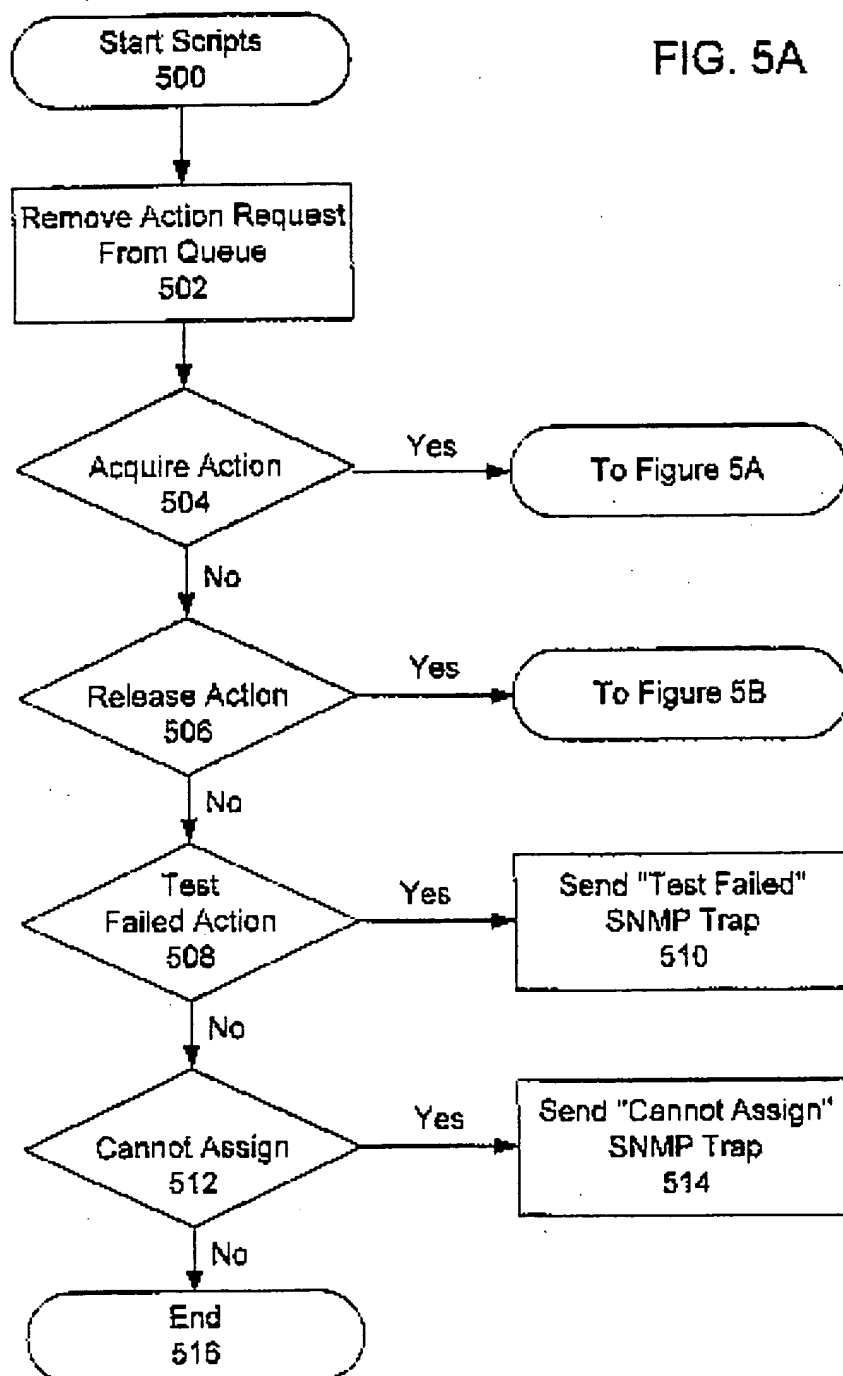 Start Scripts
500
FIG. 5A
Remove Action Request
From Queue
502
Acquire Action
504
Yes
To Figure 5A
No
Release Action
506
Yes
To Figure 5B
No
Test
Failed Action
508
Yes
Send "Test Failed"
SNMP Trap
510
No
Cannot Assign
512
Yes
Send "Cannot Assign"
SNMP Trap
514
No
End
516